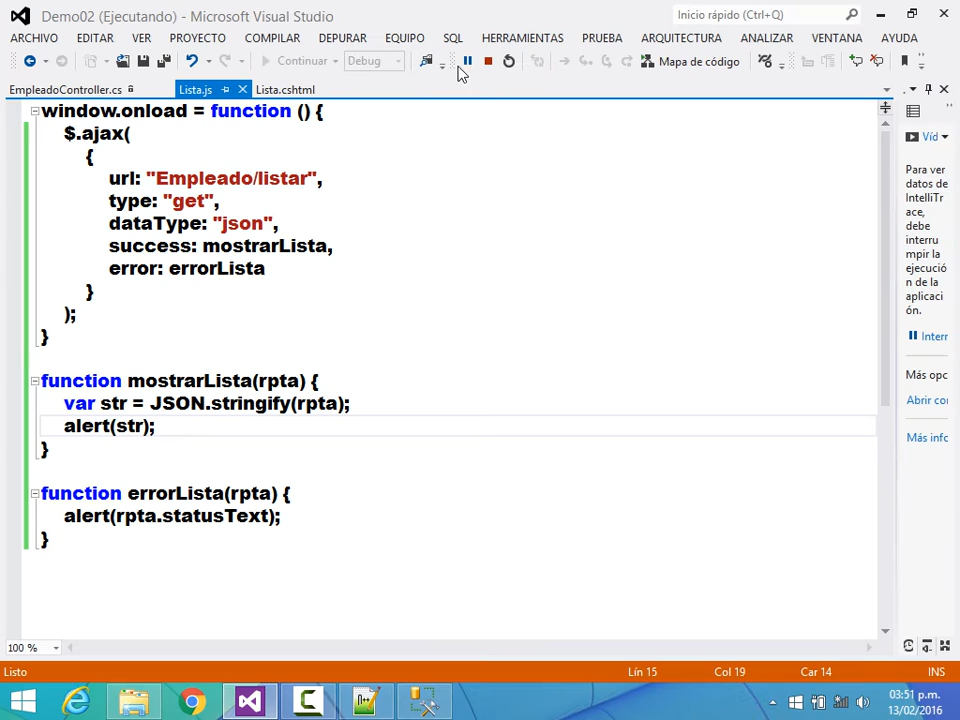 Demo02 (Ejecutando) - Microsoft Visual Studio
Inicio rápido (Ctrl+Q)
ARCHIVO EDITAR VER PROYECTO COMPILAR DEPURAR EQUIPO SQL HERRAMIENTAS PRUEBA ARQUITECTURA ANALIZAR VENTANA AYUDA
Continuar Debug Mapa de código
EmpleadoController.cs Lista.js Lista.cshtml
window.onload = function () {
$.ajax(
{
url: "Empleado/listar",
type: "get",
dataType: "json",
success: mostrarLista,
error: errorLista
}
);
}
function mostrarLista(rpta) {
var str = JSON.stringify(rpta);
alert(str);
}
function errorLista(rpta) {
alert(rpta.statusText);
}
Víd
Para ver
datos de
IntelliTr
ace,
debe
interru
mpir la
ejecució
n de la
aplicaci
ón.
Interr
Más opc
Abrir co
Más info
100 %
Listo Lín 15 Col 19 Car 14 INS
03:51 p.m.
13/02/2016